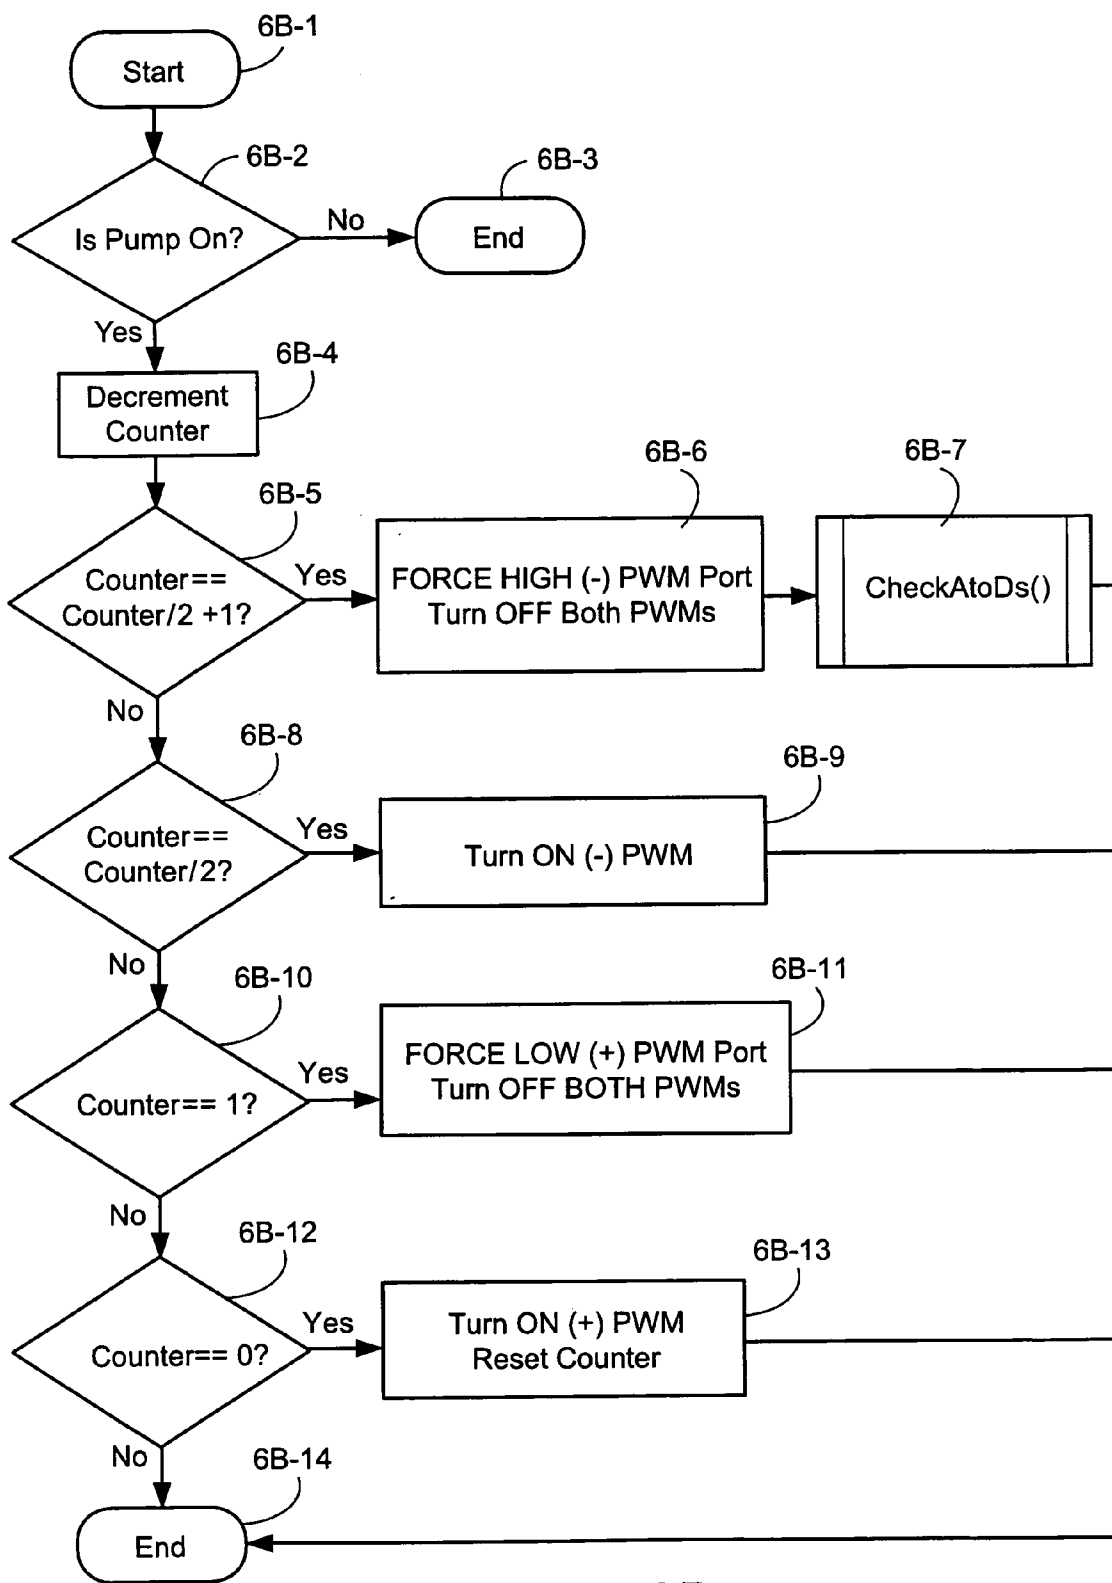 6B-1
Start
6B-2
Is Pump On?
No
6B-3
End
Yes
6B-4
Decrement
Counter
6B-5
Counter==
Counter/2 +1?
Yes
6B-6
FORCE HIGH (-) PWM Port
Turn OFF Both PWMs
6B-7
CheckAtoDs()
No
6B-8
Counter==
Counter/2?
Yes
6B-9
Turn ON (-) PWM
No
6B-10
Counter== 1?
Yes
6B-11
FORCE LOW (+) PWM Port
Turn OFF BOTH PWMs
No
6B-12
Counter== 0?
Yes
6B-13
Turn ON (+) PWM
Reset Counter
No
6B-14
End